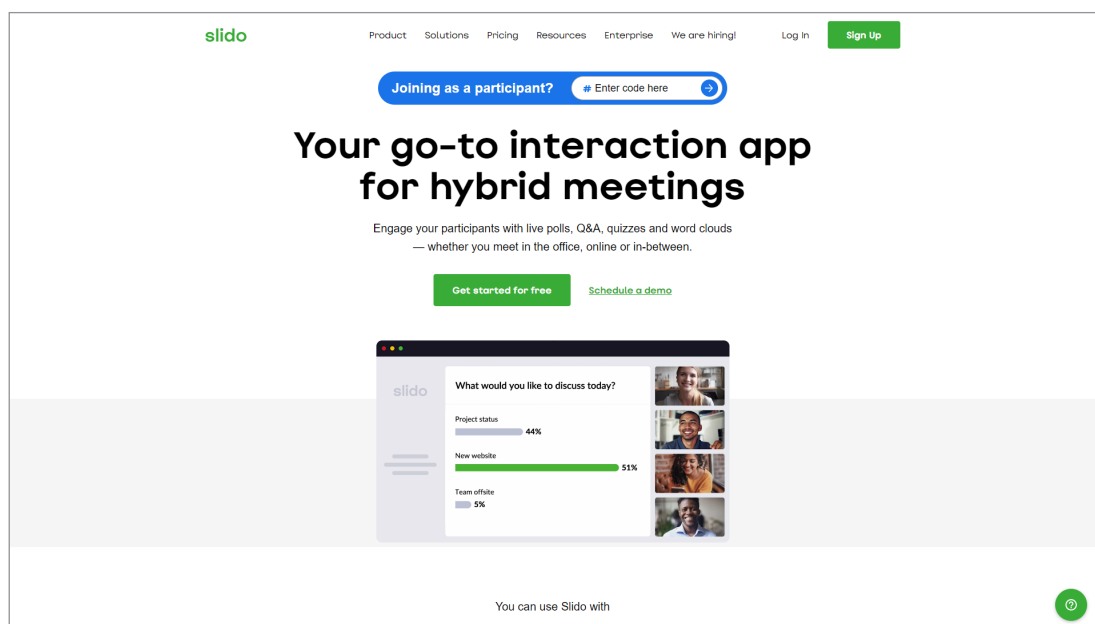 slido
Product Solutions Pricing Resources Enterprise We are hiring! Log In Sign Up
Joining as a participant? # Enter code here
Your go-to interaction app
for hybrid meetings
Engage your participants with live polls, Q&A, quizzes and word clouds
— whether you meet in the office, online or in-between.
Get started for free Schedule a demo
slido
What would you like to discuss today?
Project status
44%
New website
51%
Team offsite
5%
You can use Slido with